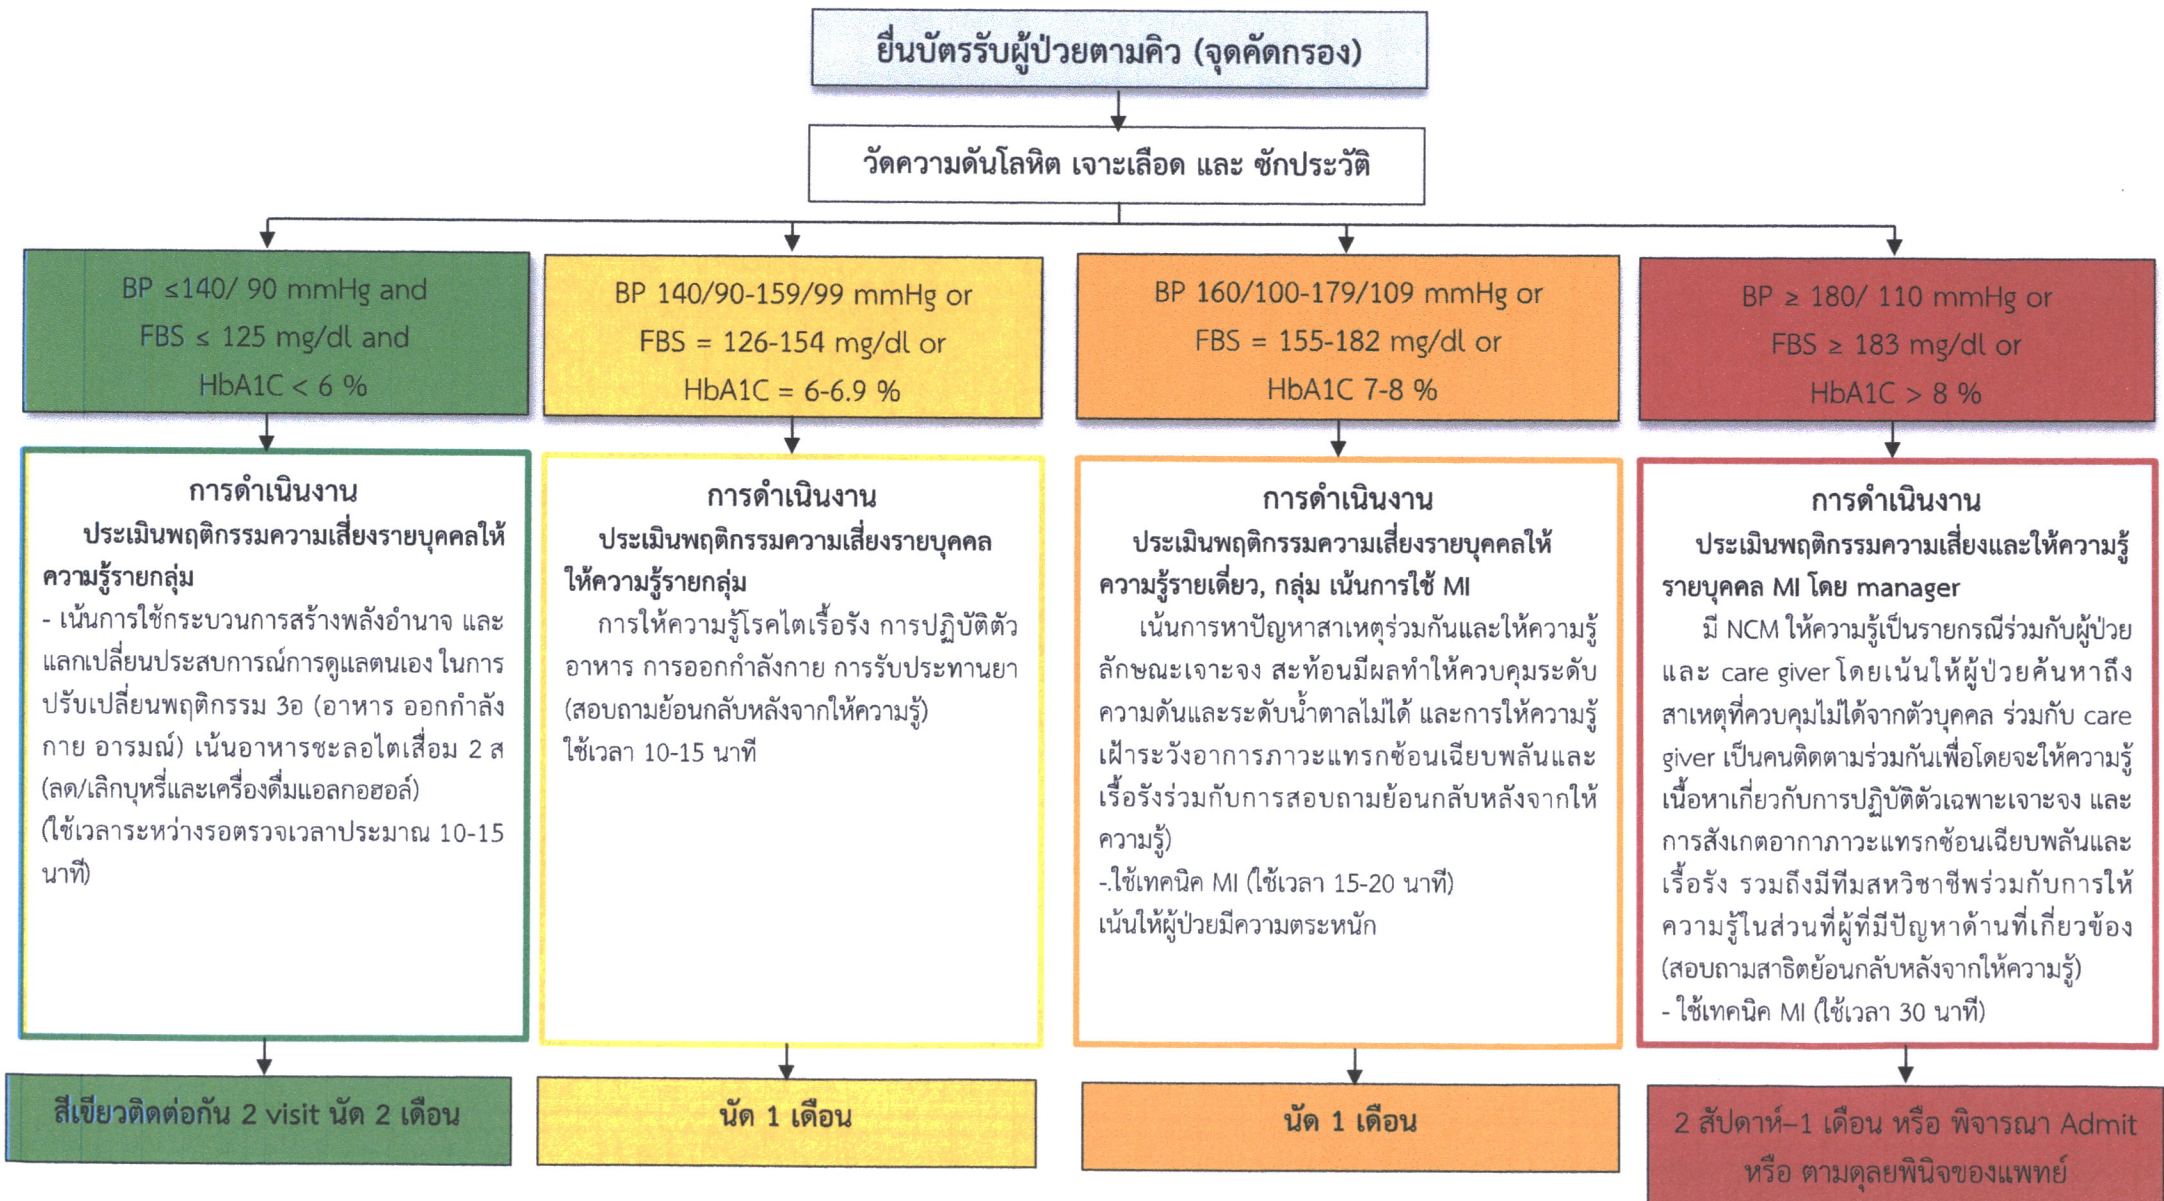 ยื่นบัตรรับผู้ป่วยตามคิว (จุดคัดกรอง)
วัดความดันโลหิต เจาะเลือด และ ซักประวัติ
BP ≤140/ 90 mmHg and
FBS ≤ 125 mg/dl and
HbA1C < 6 %
BP 140/90-159/99 mmHg or
FBS = 126-154 mg/dl or
HbA1C = 6-6.9 %
BP 160/100-179/109 mmHg or
FBS = 155-182 mg/dl or
HbA1C 7-8 %
BP ≥ 180/ 110 mmHg or
FBS ≥ 183 mg/dl or
HbA1C > 8 %
การดำเนินงาน
ประเมินพฤติกรรมความเสี่ยงรายบุคคลให้
ความรู้รายกลุ่ม
- เน้นการใช้กระบวนการสร้างพลังอำนาจ และ
แลกเปลี่ยนประสบการณ์การดูแลตนเอง ในการ
ปรับเปลี่ยนพฤติกรรม 3อ (อาหาร ออกกำลัง
กาย อารมณ์) เน้นอาหารชะลอไตเสื่อม 2 ส
(ลด/เลิกบุหรี่และเครื่องดื่มแอลกอฮอล์)
(ใช้เวลาระหว่างรอตรวจเวลาประมาณ 10-15
นาที)
การดำเนินงาน
ประเมินพฤติกรรมความเสี่ยงรายบุคคล
ให้ความรู้รายกลุ่ม
การให้ความรู้โรคไตเรื้อรัง การปฏิบัติตัว
อาหาร การออกกำลังกาย การรับประทานยา
(สอบถามย้อนกลับหลังจากให้ความรู้)
ใช้เวลา 10-15 นาที
การดำเนินงาน
ประเมินพฤติกรรมความเสี่ยงรายบุคคลให้
ความรู้รายเดี่ยว, กลุ่ม เน้นการใช้ MI
เน้นการหาปัญหาสาเหตุร่วมกันและให้ความรู้
ลักษณะเจาะจง สะท้อนมีผลทำให้ควบคุมระดับ
ความดันและระดับน้ำตาลไม่ได้ และการให้ความรู้
เฝ้าระวังอาการภาวะแทรกซ้อนเฉียบพลันและ
เรื้อรังร่วมกับการสอบถามย้อนกลับหลังจากให้
ความรู้)
-.ใช้เทคนิค MI (ใช้เวลา 15-20 นาที)
เน้นให้ผู้ป่วยมีความตระหนัก
การดำเนินงาน
ประเมินพฤติกรรมความเสี่ยงและให้ความรู้
รายบุคคล MI โดย manager
มี NCM ให้ความรู้เป็นรายกรณีร่วมกับผู้ป่วย
และ care giver โดยเน้นให้ผู้ป่วยค้นหาถึง
สาเหตุที่ควบคุมไม่ได้จากตัวบุคคล ร่วมกับ care
giver เป็นคนติดตามร่วมกันเพื่อโดยจะให้ความรู้
เนื้อหาเกี่ยวกับการปฏิบัติตัวเฉพาะเจาะจง และ
การสังเกตอากาภาวะแทรกซ้อนเฉียบพลันและ
เรื้อรัง รวมถึงมีทีมสหวิชาชีพร่วมกับการให้
ความรู้ในส่วนที่ผู้ที่มีปัญหาด้านที่เกี่ยวข้อง
(สอบถามสาธิตย้อนกลับหลังจากให้ความรู้)
- ใช้เทคนิค MI (ใช้เวลา 30 นาที)
สีเขียวติดต่อกัน 2 visit นัด 2 เดือน
นัด 1 เดือน
นัด 1 เดือน
2 สัปดาห์–1 เดือน หรือ พิจารณา Admit
หรือ ตามดุลยพินิจของแพทย์